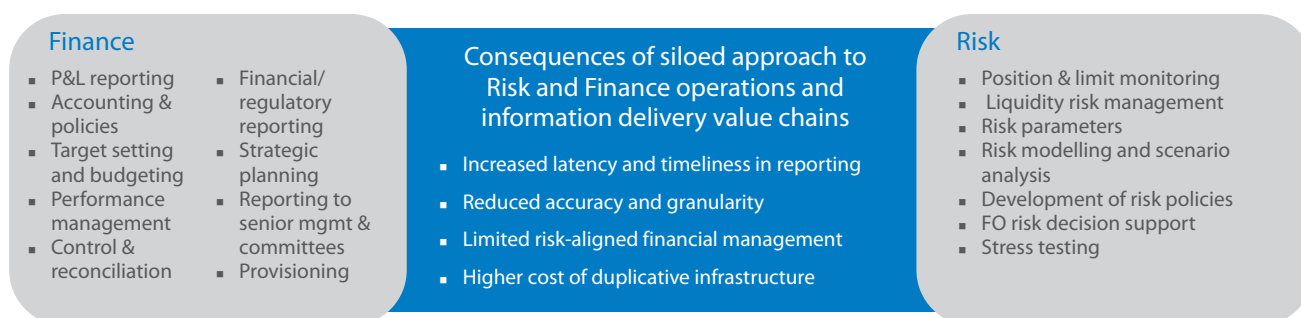 Finance
▪ P&L reporting
▪ Accounting &
policies
▪ Target setting
and budgeting
▪ Performance
management
▪ Control &
reconciliation
▪ Financial/
regulatory
reporting
▪ Strategic
planning
▪ Reporting to
senior mgmt &
committees
▪ Provisioning
Consequences of siloed approach to
Risk and Finance operations and
information delivery value chains
▪ Increased latency and timeliness in reporting
▪ Reduced accuracy and granularity
▪ Limited risk-aligned financial management
▪ Higher cost of duplicative infrastructure
Risk
▪ Position & limit monitoring
▪ Liquidity risk management
▪ Risk parameters
▪ Risk modelling and scenario
analysis
▪ Development of risk policies
▪ FO risk decision support
▪ Stress testing